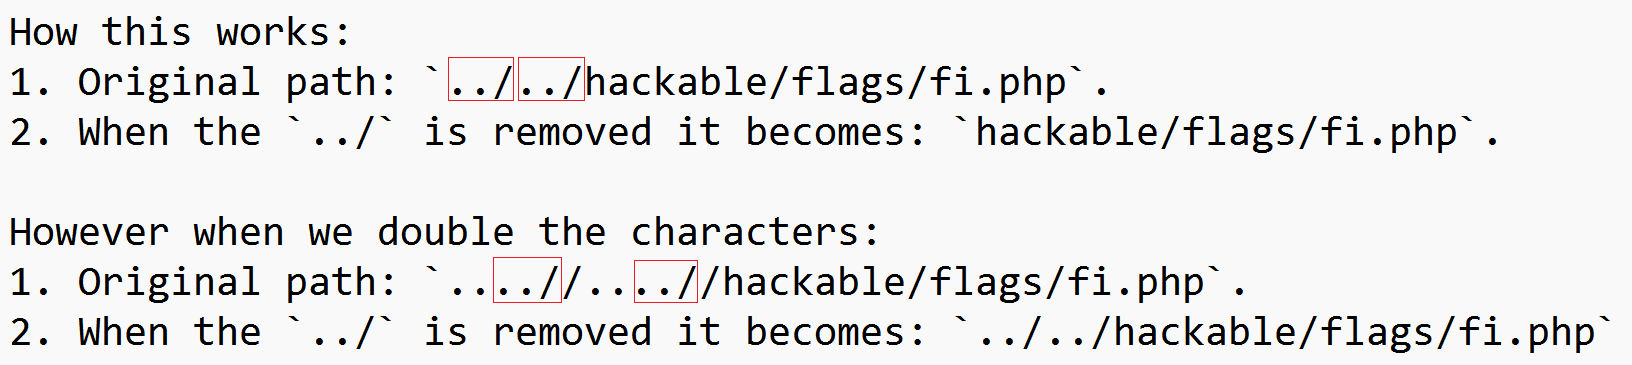 How this works:
1. Original path: `../../hackable/flags/fi.php`.
2. When the `../` is removed it becomes: `hackable/flags/fi.php`.
However when we double the characters:
1. Original path: `....//....//hackable/flags/fi.php`.
2. When the `../` is removed it becomes: `../../hackable/flags/fi.php`